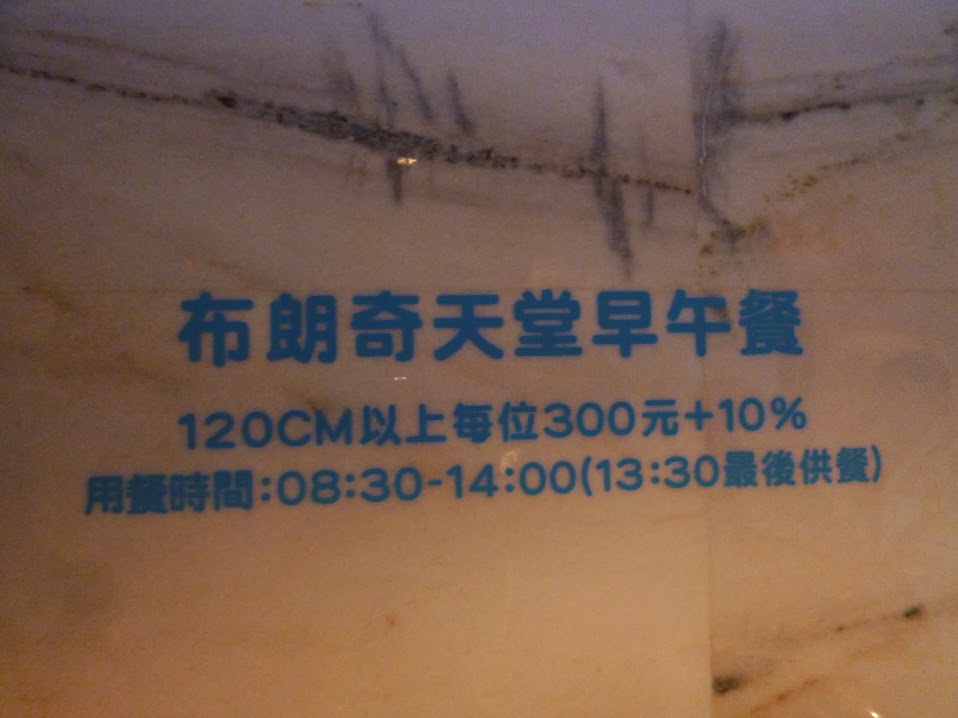 布朗奇天堂早午餐
120CM以上每位300元+10%
用餐時間:08:30-14:00(13:30最後供餐)